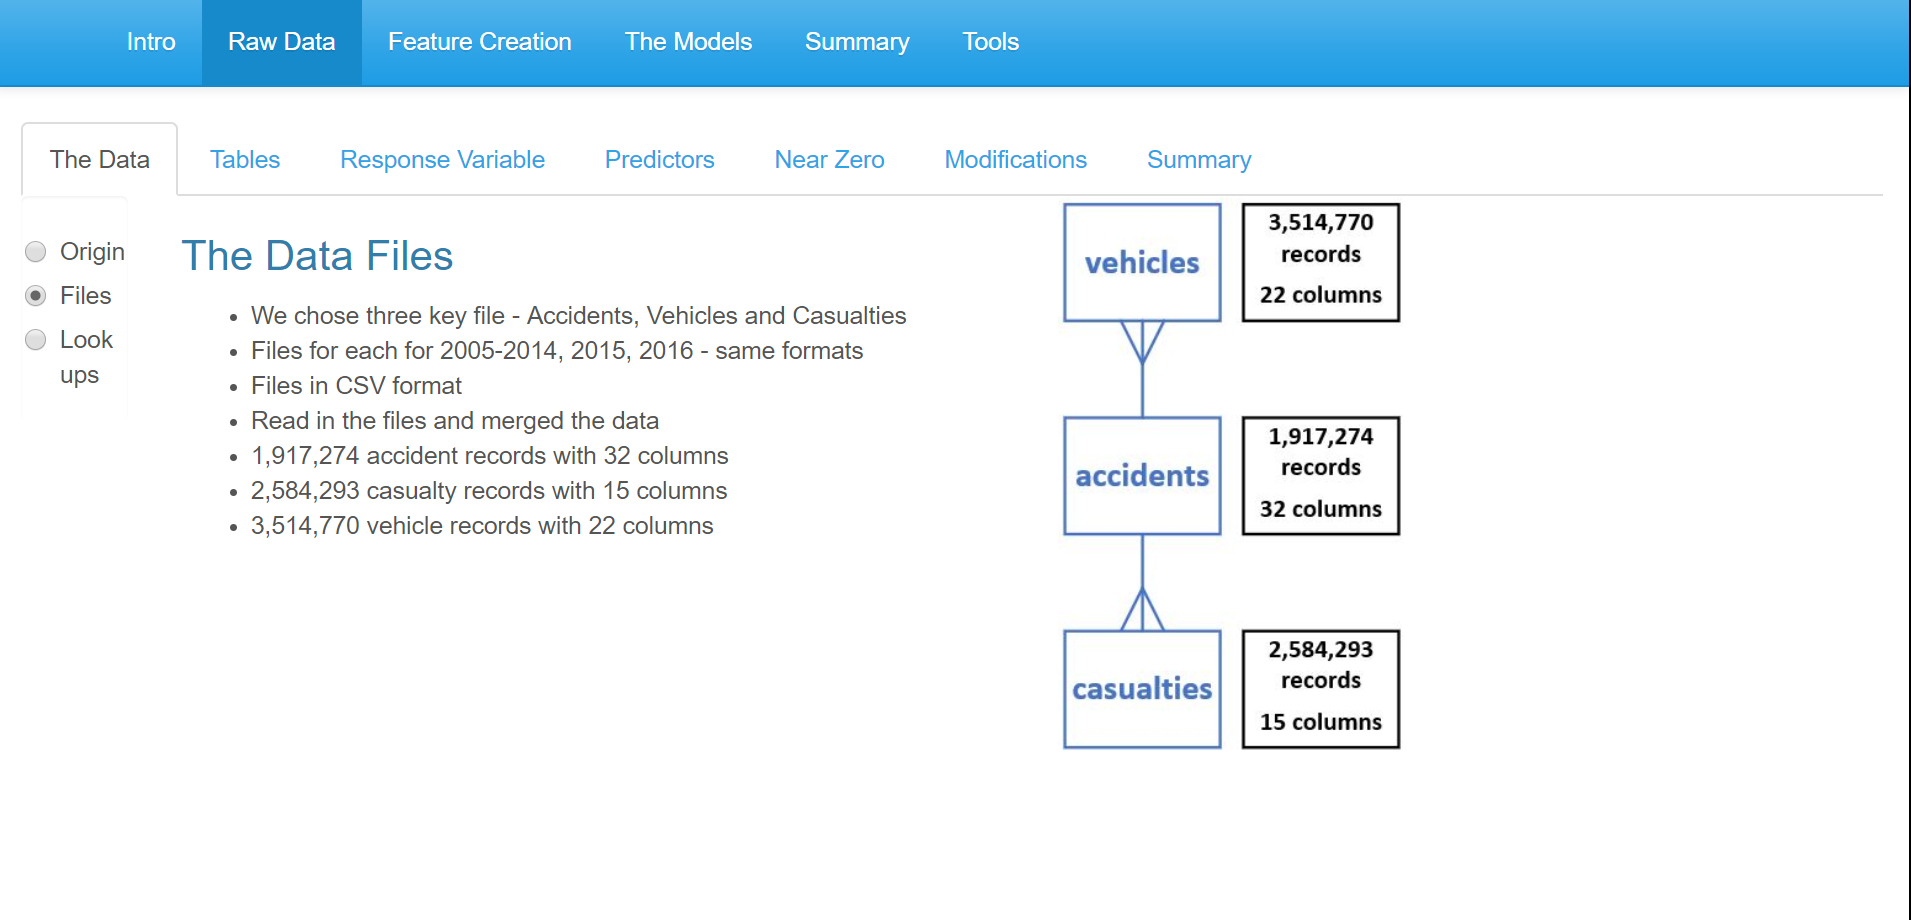 Intro Raw Data Feature Creation The Models Summary Tools
The Data Tables Response Variable Predictors Near Zero Modifications Summary
Origin
Files
Look
ups
The Data Files
We chose three key file - Accidents, Vehicles and Casualties
Files for each for 2005-2014, 2015, 2016 - same formats
Files in CSV format
Read in the files and merged the data
1,917,274 accident records with 32 columns
2,584,293 casualty records with 15 columns
3,514,770 vehicle records with 22 columns
vehicles
3,514,770
records
22 columns
accidents
1,917,274
records
32 columns
casualties
2,584,293
records
15 columns